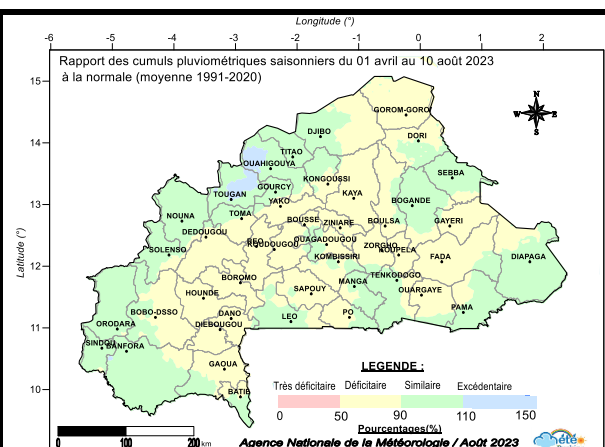 Longitude (°)
-6 -5 -4 -3 -2 -1 0 1 2
Rapport des cumuls pluviométriques saisonniers du 01 avril au 10 août 2023
à la normale (moyenne 1991-2020)
Latitude (°)
15
14
13
12
11
10
N
W E
S
GOROM-GORO
DJIBO
DORI
TITAO
OUAHIGOUYA
SEBBA
KONGOUSSI
GOURCY
TOUGAN
KAYA
YAKO
BOGANDE
NOUNA
TOMA
BOUSSE
ZINIARE
BOULSA
GAYERI
DEDOUGOU
OUAGADOUGOU
ZORGHO
SOLENSO
KOMBISSIRI
FADA
DIAPAGA
BOROMO
MANGA
TENKODOGO
HOUNDE
SAPOUY
OUARGAYE
BOBO-DSSO
DANO
LEO
PO
PAMA
ORODARA
DIEBOUGOU
SINDOU
BANFORA
GAOUA
BATIE
LEGENDE :
Très déficitaire Déficitaire Similaire Excédentaire
0 50 90 110 150
Pourcentages(%)
0 100 200 km
Agence Nationale de la Météorologie / Août 2023